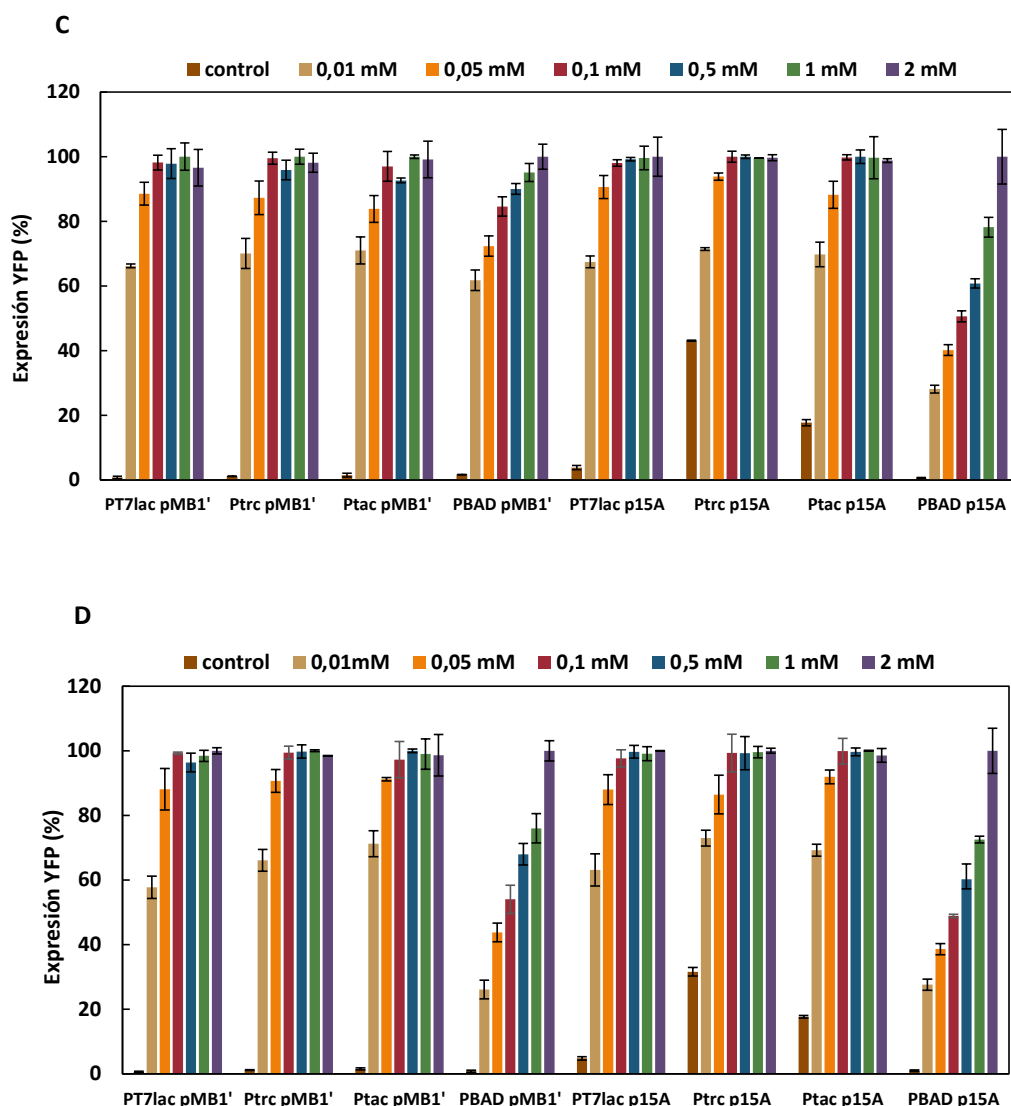 C
control 0,01 mM 0,05 mM 0,1 mM 0,5 mM 1 mM 2 mM
120
100
80
60
40
20
0
Expresión YFP (%)
PT7lac pMB1' Ptrc pMB1' Ptac pMB1' PBAD pMB1' PT7lac p15A Ptrc p15A Ptac p15A PBAD p15A
D
control 0,01mM 0,05 mM 0,1 mM 0,5 mM 1 mM 2 mM
120
100
80
60
40
20
0
Expresión YFP (%)
PT7lac pMB1' Ptrc pMB1' Ptac pMB1' PBAD pMB1' PT7lac p15A Ptrc p15A Ptac p15A PBAD p15A